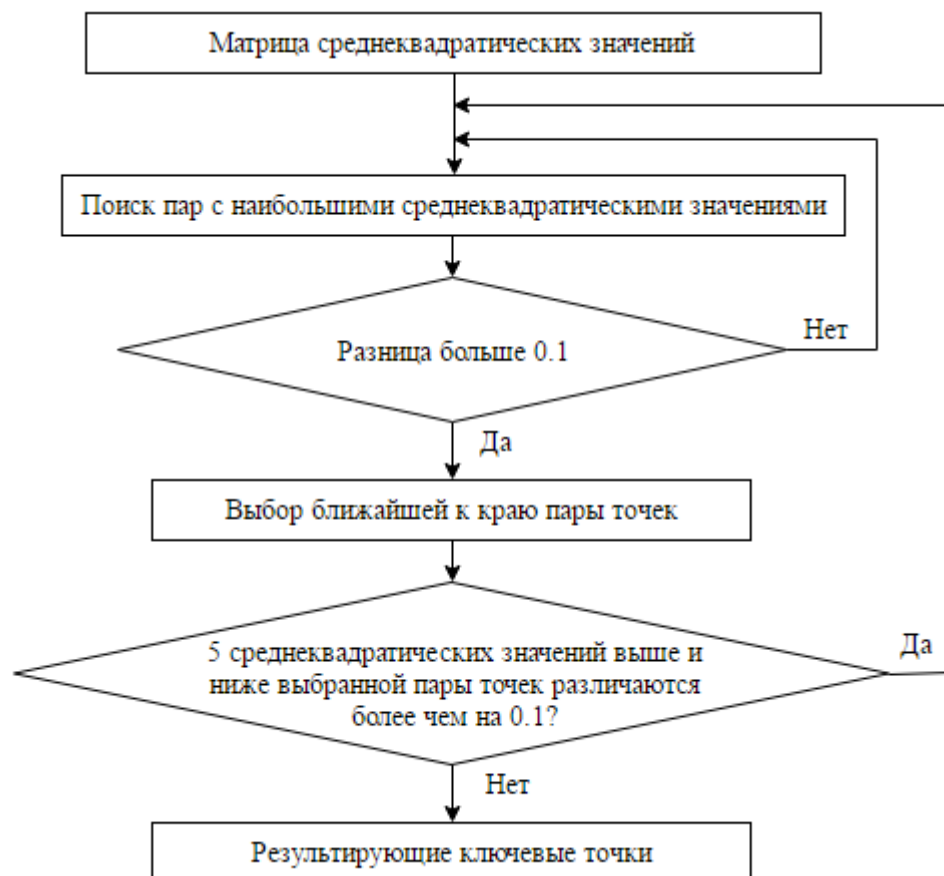 Матрица среднеквадратических значений
Поиск пар с наибольшими среднеквадратическими значениями
Нет
Разница больше 0.1
Да
Выбор ближайшей к краю пары точек
5 среднеквадратических значений выше и
ниже выбранной пары точек различаются
более чем на 0.1?
Да
Нет
Результирующие ключевые точки